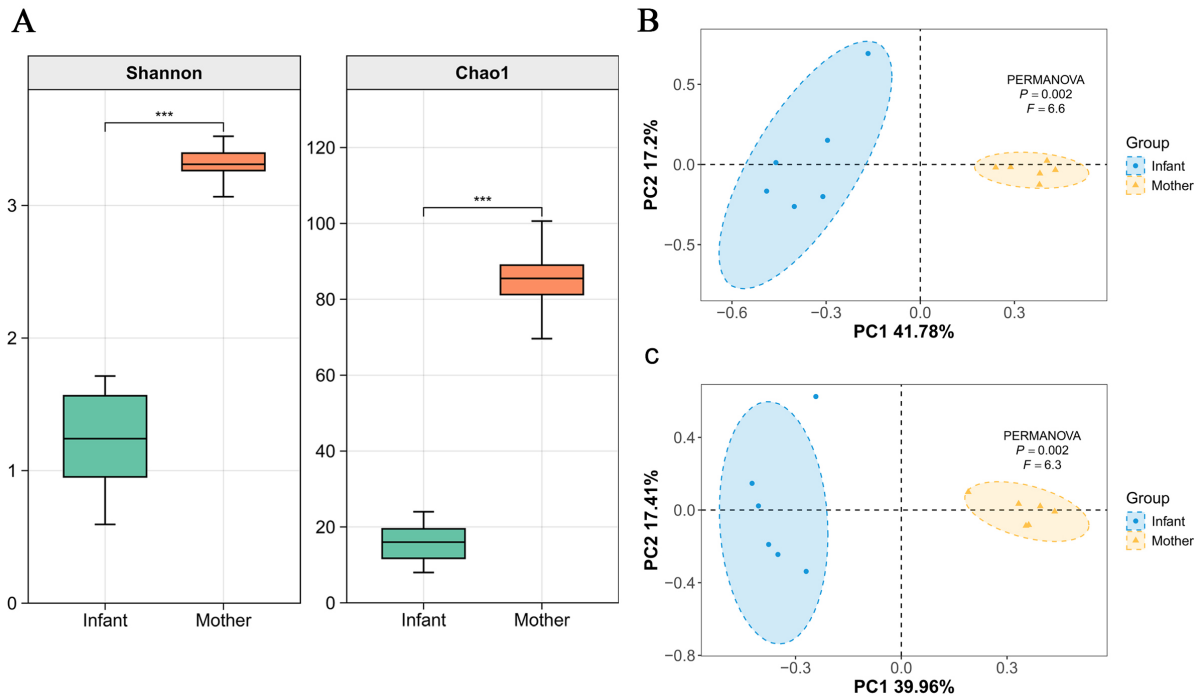 A
Shannon
Chao1
***
***
3
2
1
0
120
100
80
60
40
20
0
Infant
Mother
Infant
Mother
B
PERMANOVA
P = 0.002
F = 6.6
0.5
0.0
−0.5
PC2 17.2%
−0.6
−0.3
0.0
0.3
PC1 41.78%
Group
Infant
Mother
C
PERMANOVA
P = 0.002
F = 6.3
0.4
0.0
−0.4
−0.8
PC2 17.41%
−0.3
0.0
0.3
PC1 39.96%
Group
Infant
Mother